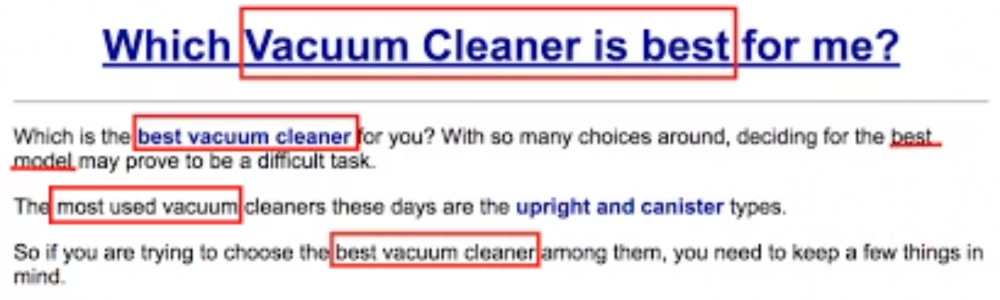 Which Vacuum Cleaner is best for me?
Which is the best vacuum cleaner for you? With so many choices around, deciding for the best
model may prove to be a difficult task.
The most used vacuum cleaners these days are the upright and canister types.
So if you are trying to choose the best vacuum cleaner among them, you need to keep a few things in
mind.